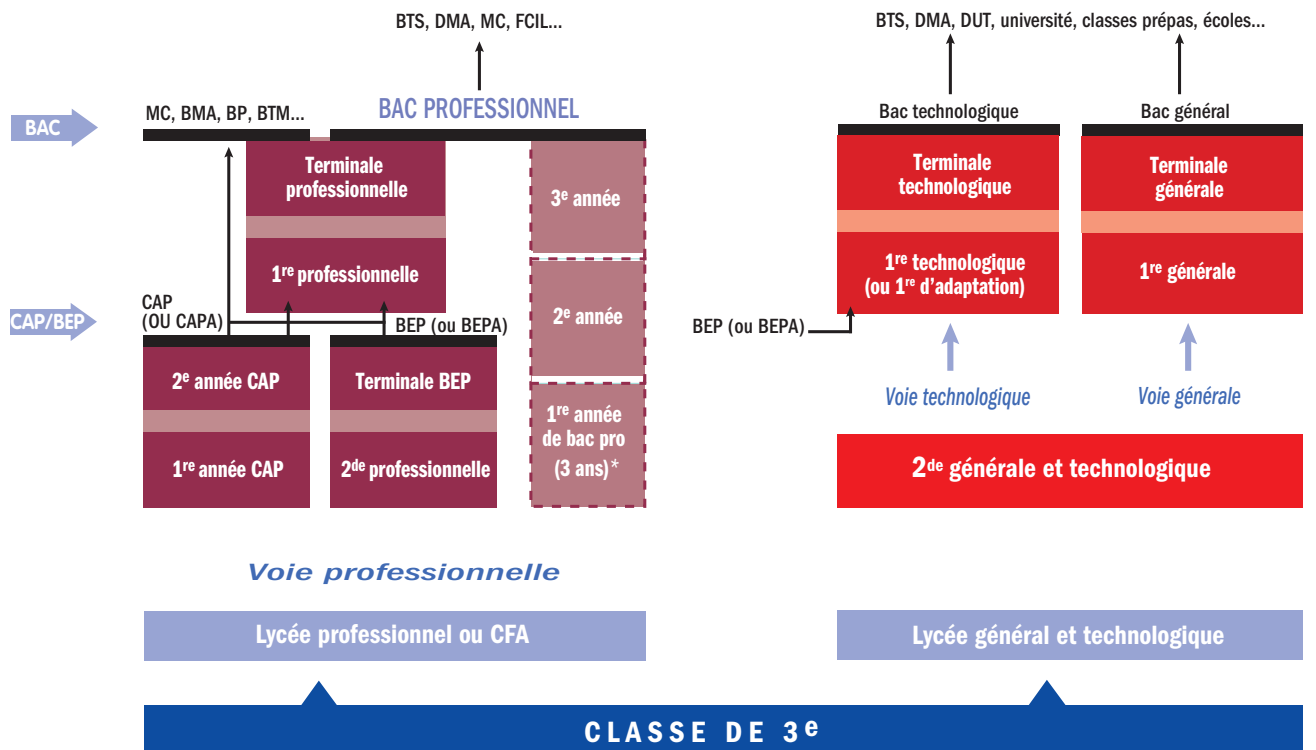 BTS, DMA, MC, FCIL...
BTS, DMA, DUT, université, classes prépas, écoles...
BAC
MC, BMA, BP, BTM...
BAC PROFESSIONNEL
Bac technologique
Bac général
Terminale
professionnelle
3e année
Terminale
technologique
Terminale
générale
1re professionnelle
1re technologique
(ou 1re d'adaptation)
1re générale
CAP/BEP
CAP
(OU CAPA)
BEP (ou BEPA)
2e année
BEP (ou BEPA)
2e année CAP
Terminale BEP
Voie technologique
Voie générale
1re année
de bac pro
(3 ans)*
1re année CAP
2de professionnelle
2de générale et technologique
Voie professionnelle
Lycée professionnel ou CFA
Lycée général et technologique
CLASSE DE 3e